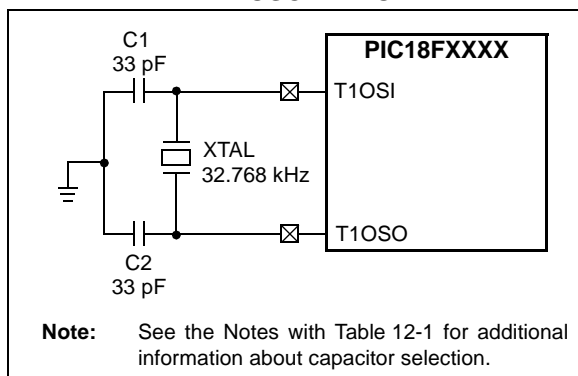 C1
33 pF
PIC18FXXXX
T1OSI
XTAL
32.768 kHz
T1OSO
C2
33 pF
Note: See the Notes with Table 12-1 for additional
information about capacitor selection.